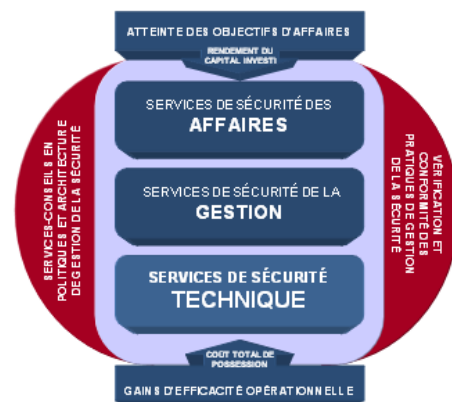 ATTEINTE DES OBJECTIFS D'AFFAIRES
RENDEMENT DU
CAPITAL INVESTI
SERVICES-CONSEILS EN
POLITIQUES ET ARCHITECTURE
DE GESTION DE LA SÉCURITÉ
SERVICES DE SÉCURITÉ DES
AFFAIRES
SERVICES DE SÉCURITÉ DE LA
GESTION
SERVICES DE SÉCURITÉ
TECHNIQUE
VÉRIFICATION ET
CONFORMITÉ DES
PRATIQUES DE GESTION
DE LA SÉCURITÉ
COÛT TOTAL DE
POSSESSION
GAINS D'EFFICACITÉ OPÉRATIONNELLE